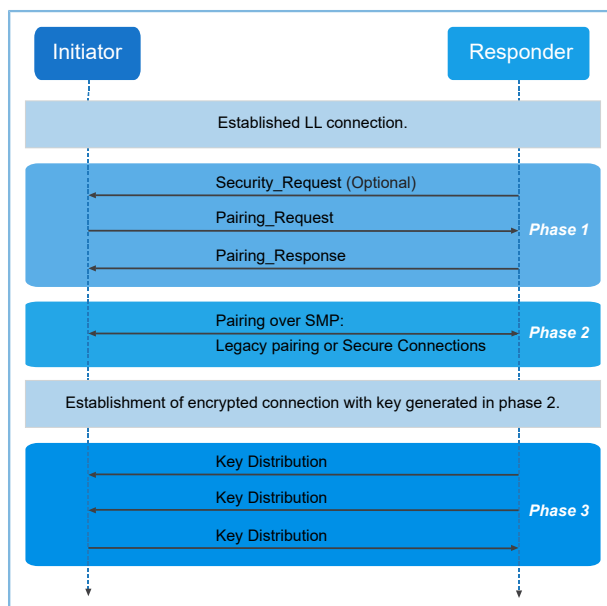 Initiator
Responder
Established LL connection.
Security_Request (Optional)
Pairing_Request
Phase 1
Pairing_Response
Pairing over SMP:
Phase 2
Legacy pairing or Secure Connections
Establishment of encrypted connection with key generated in phase 2.
Key Distribution
Key Distribution
Phase 3
Key Distribution